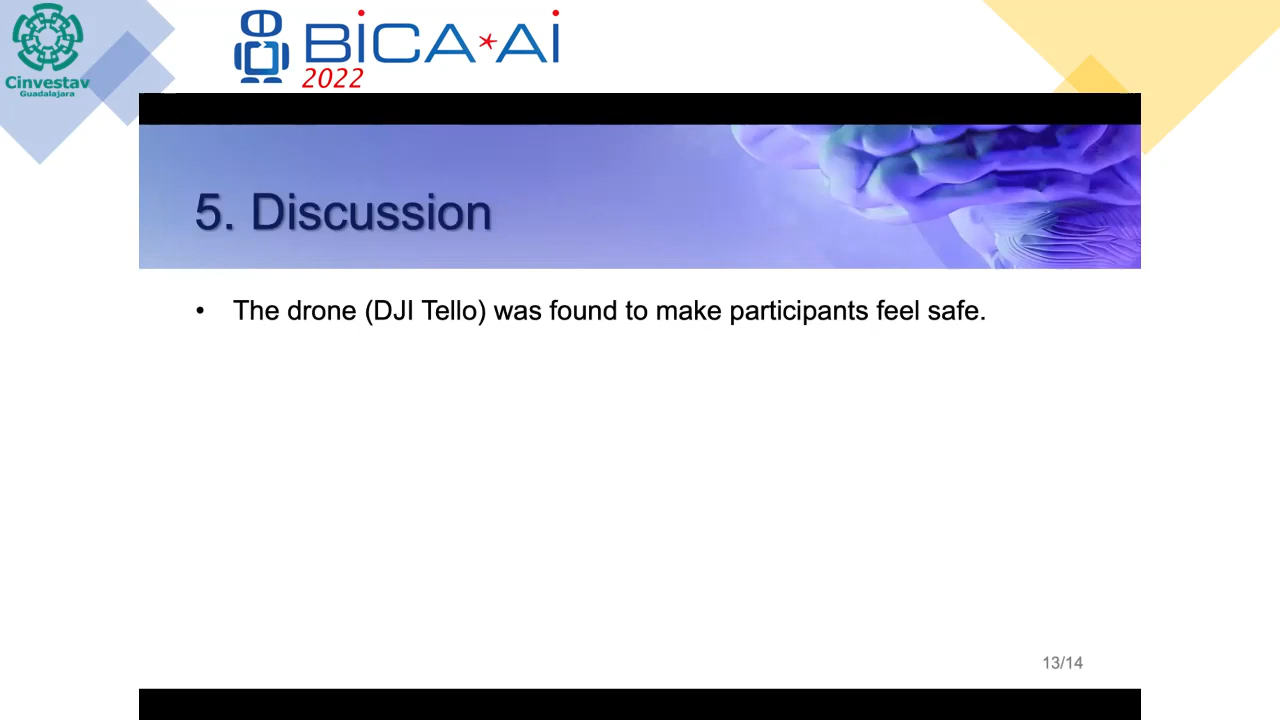 Cinvestav
Guadalajara
BiCA*Ai
2022
5. Discussion
• The drone (DJI Tello) was found to make participants feel safe.
13/14